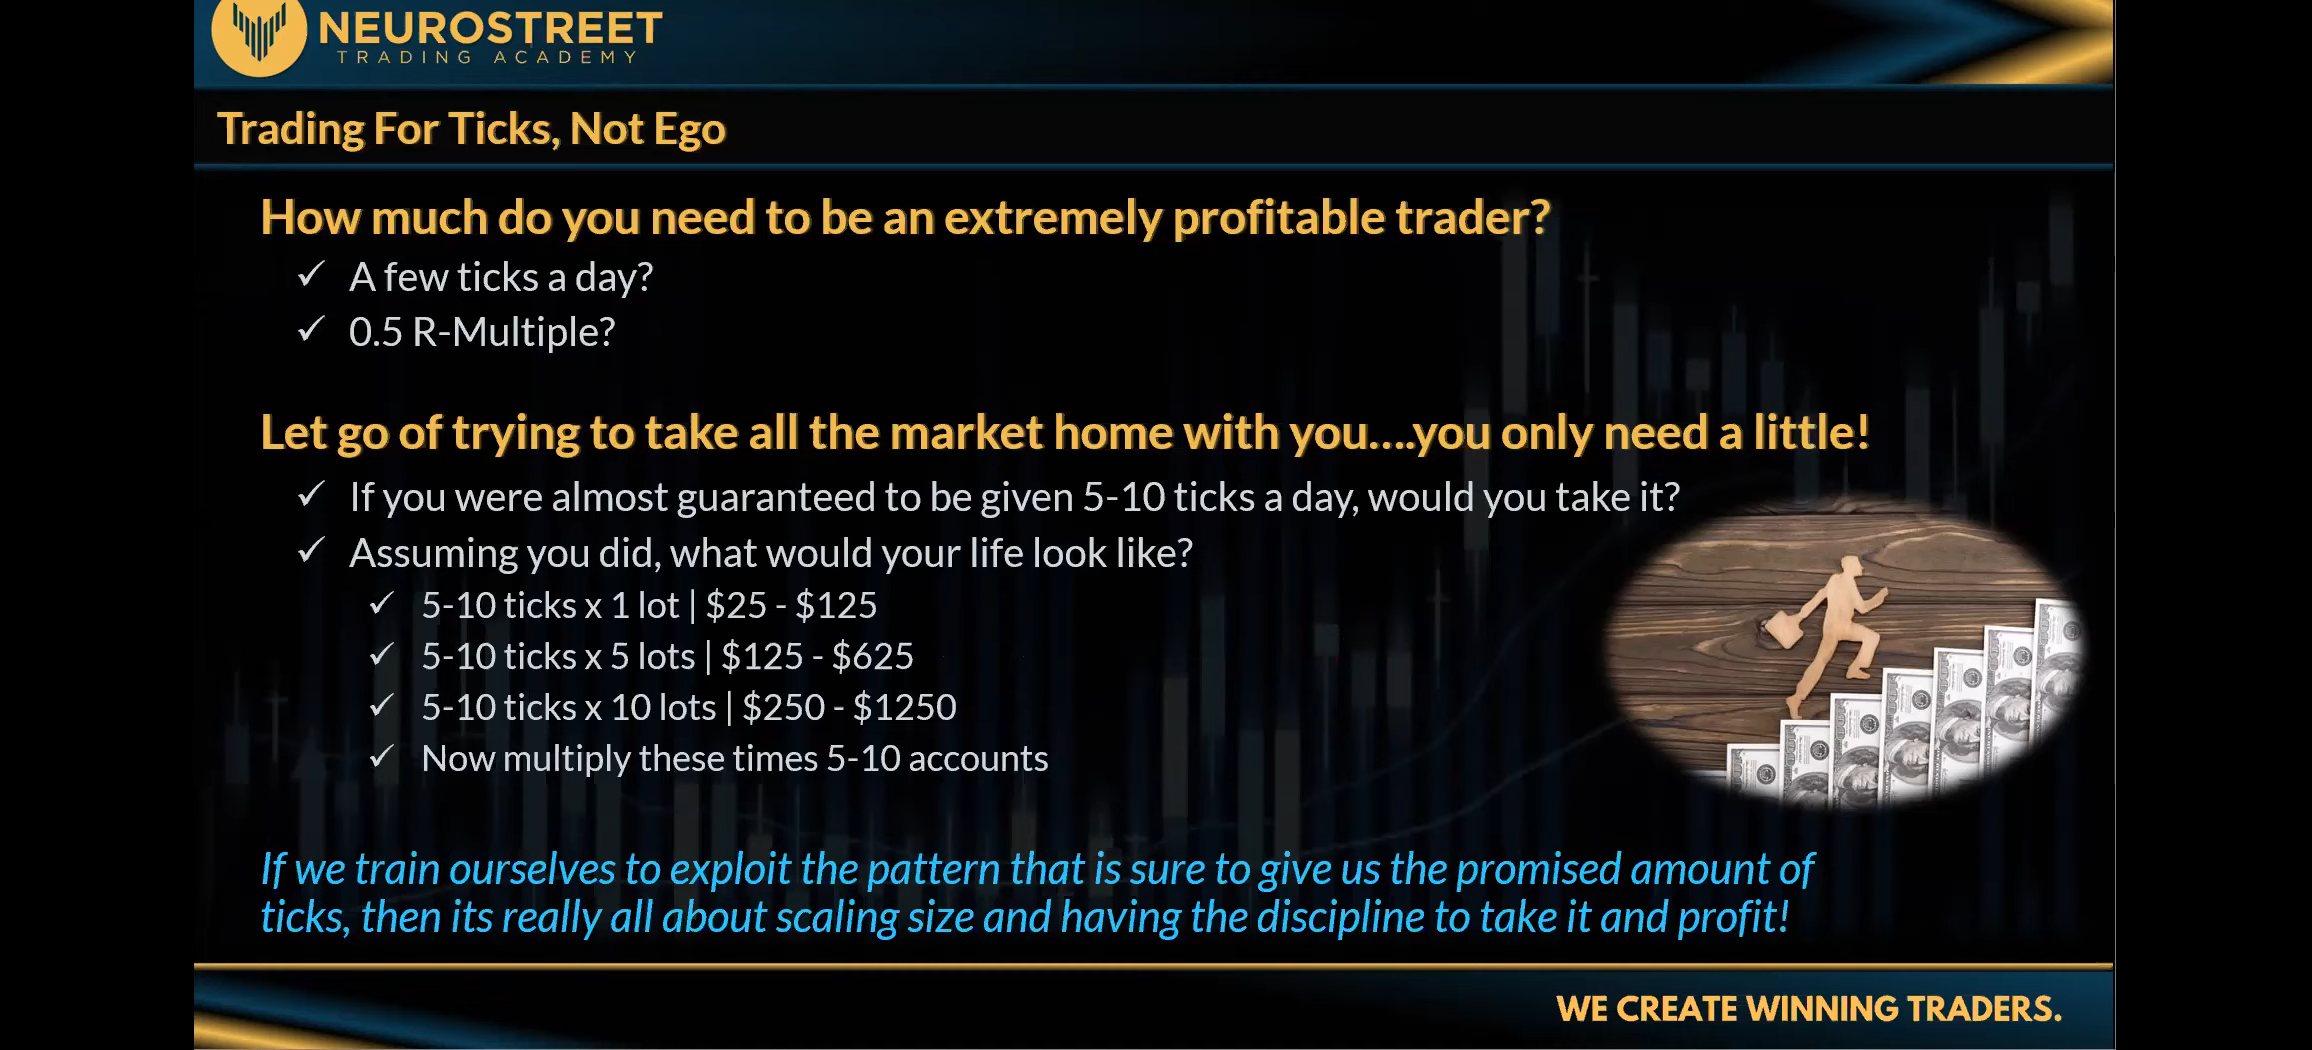 NEUROSTREET
TRADING ACADEMY
Trading For Ticks, Not Ego
How much do you need to be an extremely profitable trader?
✓ A few ticks a day?
✓ 0.5 R-Multiple?
Let go of trying to take all the market home with you....you only need a little!
✓ If you were almost guaranteed to be given 5-10 ticks a day, would you take it?
✓ Assuming you did, what would your life look like?
✓ 5-10 ticks x 1 lot | $25 - $125
✓ 5-10 ticks x 5 lots | $125 - $625
✓ 5-10 ticks x 10 lots | $250 - $1250
✓ Now multiply these times 5-10 accounts
If we train ourselves to exploit the pattern that is sure to give us the promised amount of
ticks, then its really all about scaling size and having the discipline to take it and profit!
WE CREATE WINNING TRADERS.